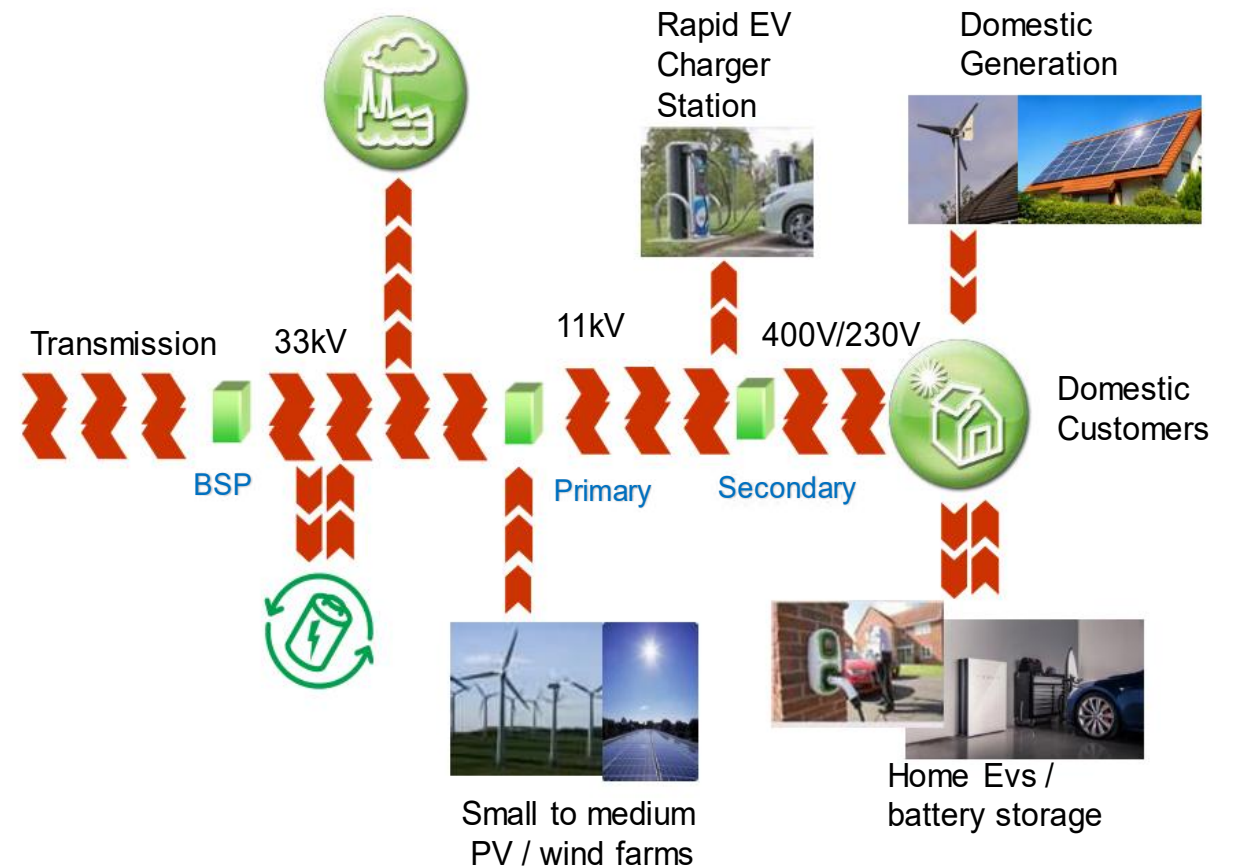 Rapid EV
Charger
Station
Domestic
Generation
Transmission
33kV
11kV
400V/230V
Domestic
Customers
BSP
Primary
Secondary
Small to medium
PV / wind farms
Home Evs /
battery storage